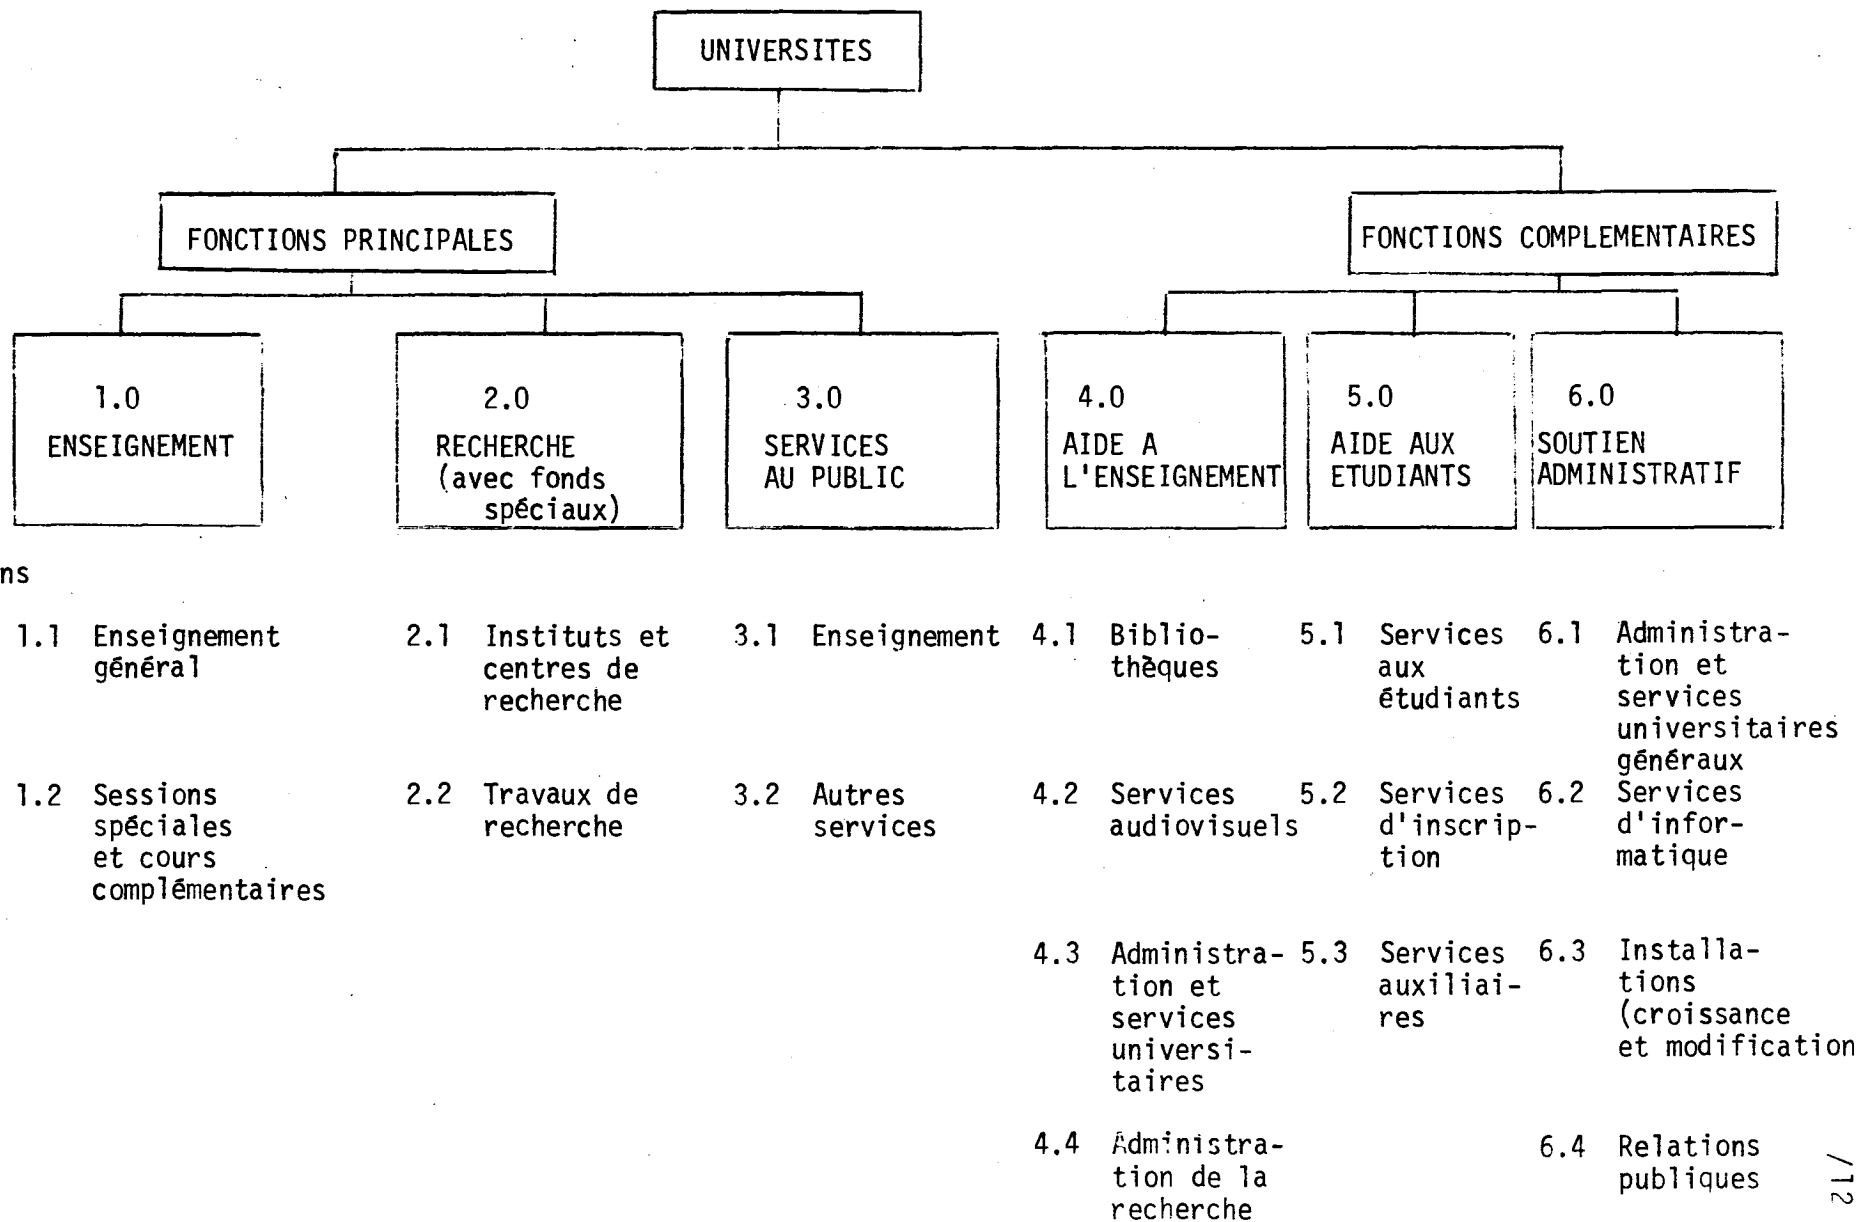 UNIVERSITES
FONCTIONS PRINCIPALES
FONCTIONS COMPLEMENTAIRES
1.0
ENSEIGNEMENT
2.0
RECHERCHE
(avec fonds
spéciaux)
3.0
SERVICES
AU PUBLIC
4.0
AIDE A
L'ENSEIGNEMENT
5.0
AIDE AUX
ETUDIANTS
6.0
SOUTIEN
ADMINISTRATIF
ns
1.1 Enseignement
général
1.2 Sessions
spéciales
et cours
complémentaires
2.1 Instituts et
centres de
recherche
2.2 Travaux de
recherche
3.1 Enseignement
3.2 Autres
services
4.1 Biblio-
thèques
4.2 Services
audiovisuels
4.3 Administra-
tion et
services
universi-
taires
4.4 Administra-
tion de la
recherche
5.1 Services
aux
étudiants
5.2 Services
d'inscrip-
tion
5.3 Services
auxiliai-
res
6.1 Administra-
tion et
services
universitaires
généraux
6.2 Services
d'infor-
matique
6.3 Installa-
tions
(croissance
et modification
6.4 Relations
publiques
/12